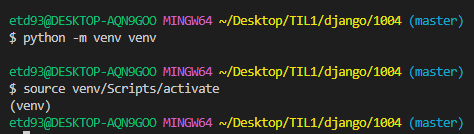 etd93@DESKTOP-AQN9GOO MINGW64 ~/Desktop/TIL1/django/1004 (master)
$ python -m venv venv
etd93@DESKTOP-AQN9GOO MINGW64 ~/Desktop/TIL1/django/1004 (master)
$ source venv/Scripts/activate
(venv)
etd93@DESKTOP-AQN9GOO MINGW64 ~/Desktop/TIL1/django/1004 (master)